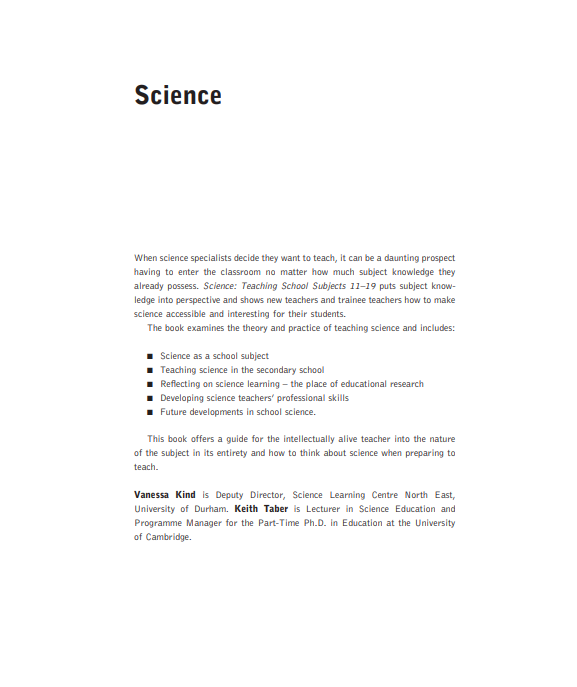 Science
When science specialists decide they want to teach, it can be a daunting prospect
having to enter the classroom no matter how much subject knowledge they
already possess. Science: Teaching School Subjects 11–19 puts subject know-
ledge into perspective and shows new teachers and trainee teachers how to make
science accessible and interesting for their students.
The book examines the theory and practice of teaching science and includes:
■ Science as a school subject
■ Teaching science in the secondary school
■ Reflecting on science learning – the place of educational research
■ Developing science teachers' professional skills
■ Future developments in school science.
This book offers a guide for the intellectually alive teacher into the nature
of the subject in its entirety and how to think about science when preparing to
teach.
Vanessa Kind is Deputy Director, Science Learning Centre North East,
University of Durham. Keith Taber is Lecturer in Science Education and
Programme Manager for the Part-Time Ph.D. in Education at the University
of Cambridge.